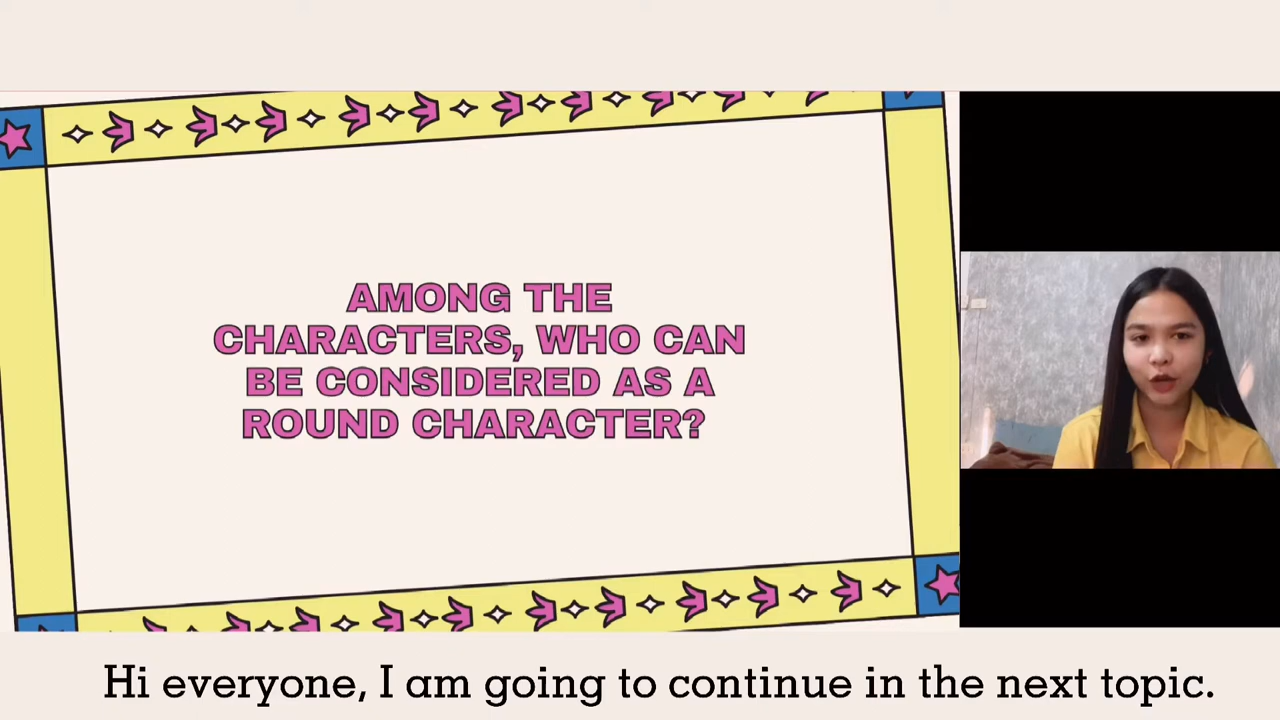 AMONG THE
CHARACTERS, WHO CAN
BE CONSIDERED AS A
ROUND CHARACTER?
Hi everyone, I am going to continue in the next topic.